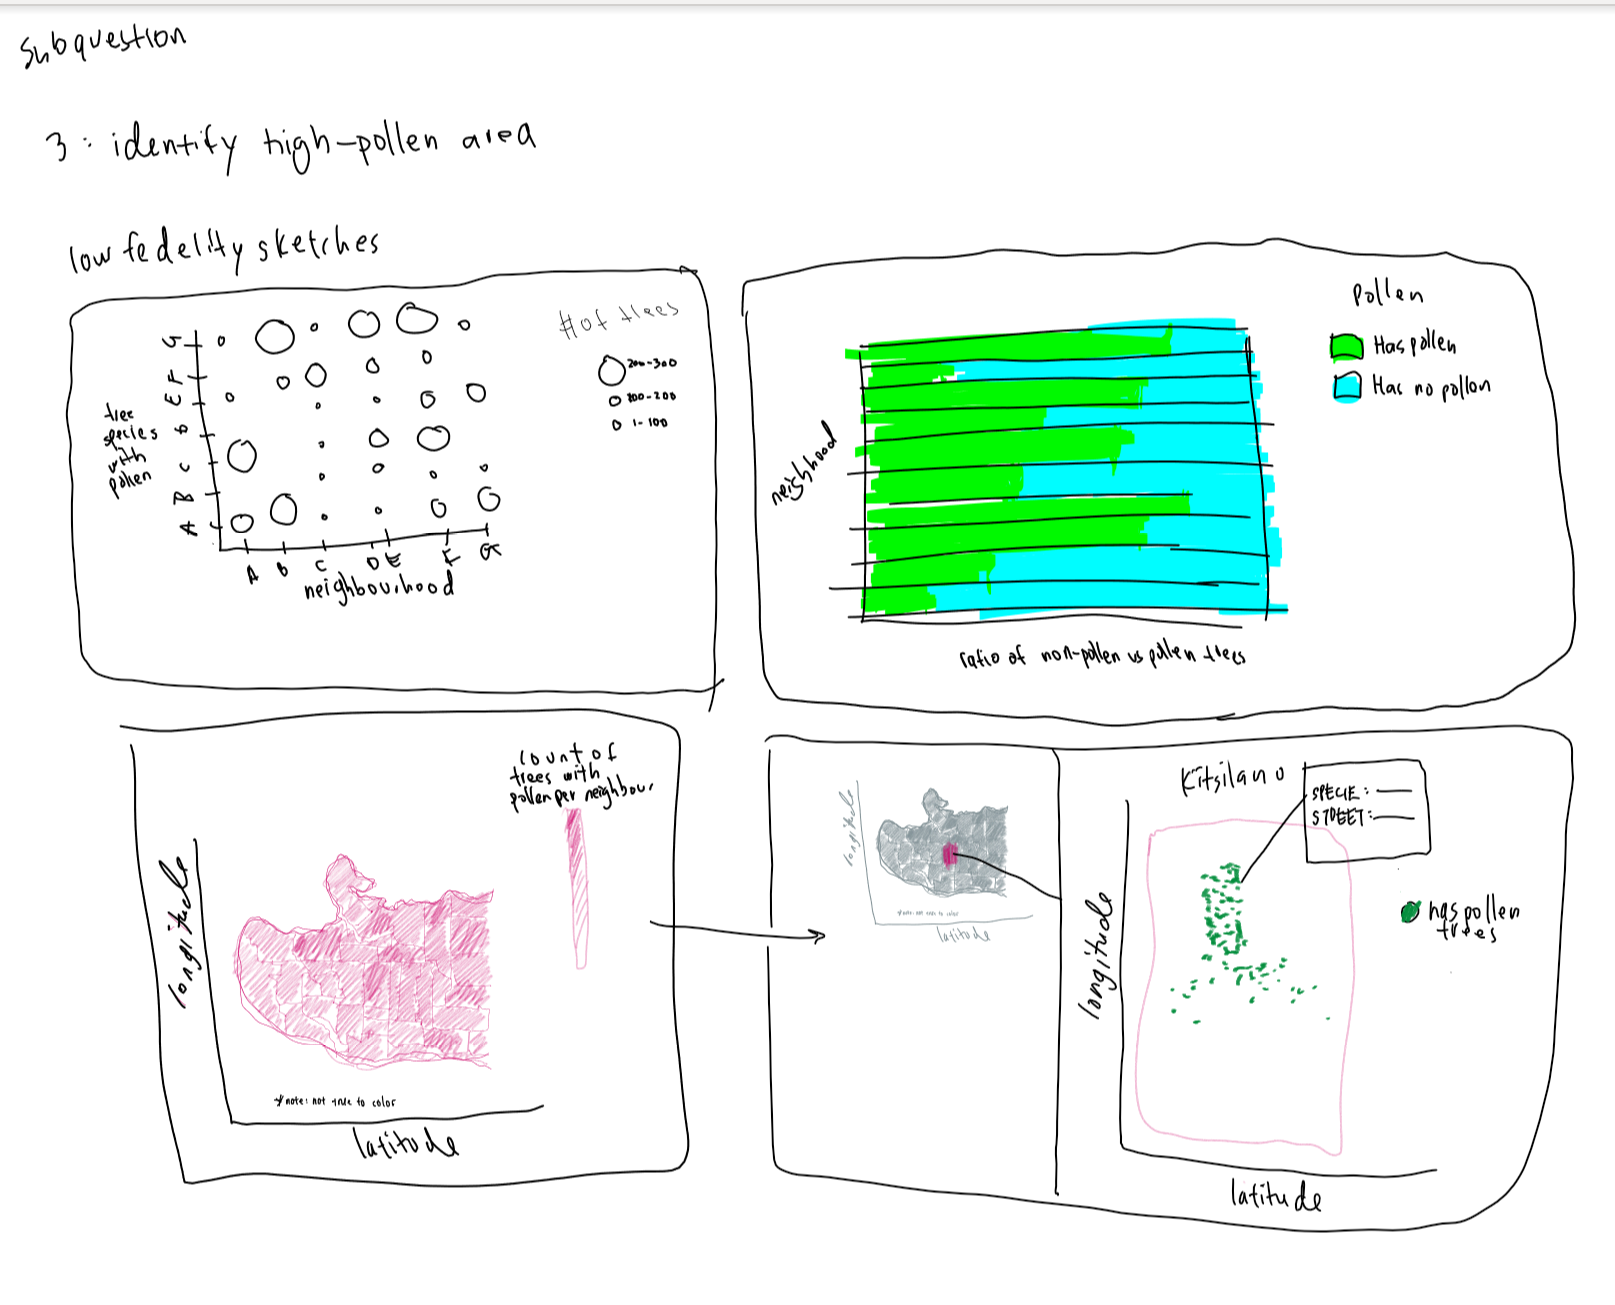 subquestion
3: identify high-pollen area
low fedelity sketches
# of trees
200-300
100-200
1-100
tree
species
with
pollen
G
F
E
D
C
B
A
A B C D E F G
neighbourhood
Pollen
Has pollen
Has no pollen
neighhood
ratio of non-pollen vs pollen trees
count of
trees with
pollen per neighbour.
longitude
*note: not true to color
latitude
longitude
*note: not true to color
latitude
Kitsilano
SPECIE:
STREET:
longitude
has pollen
trees
latitude